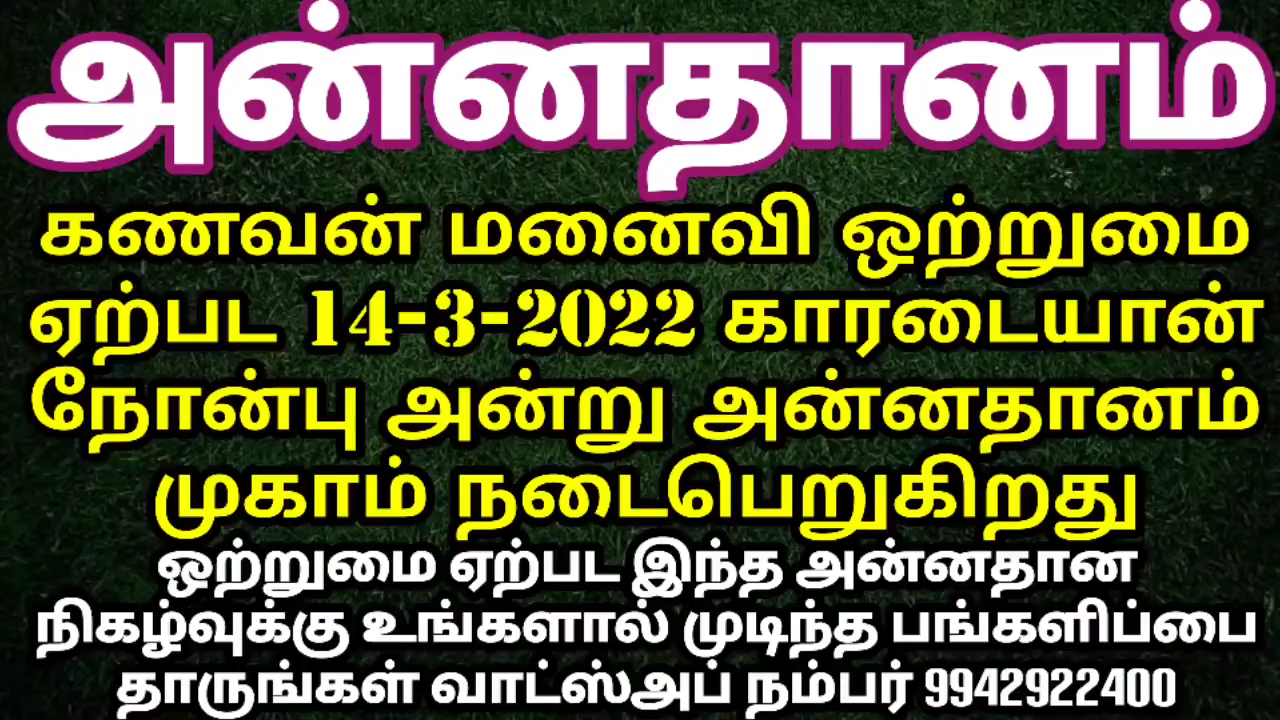 அன்னதானம்
கணவன் மனைவி ஒற்றுமை
ஏற்பட 14-3-2022 காரடையான்
நோன்பு அன்று அன்னதானம்
முகாம் நடைபெறுகிறது
ஒற்றுமை ஏற்பட இந்த அன்னதான
நிகழ்வுக்கு உங்களால் முடிந்த பங்களிப்பை
தாருங்கள் வாட்ஸ்அப் நம்பர் 9942922400